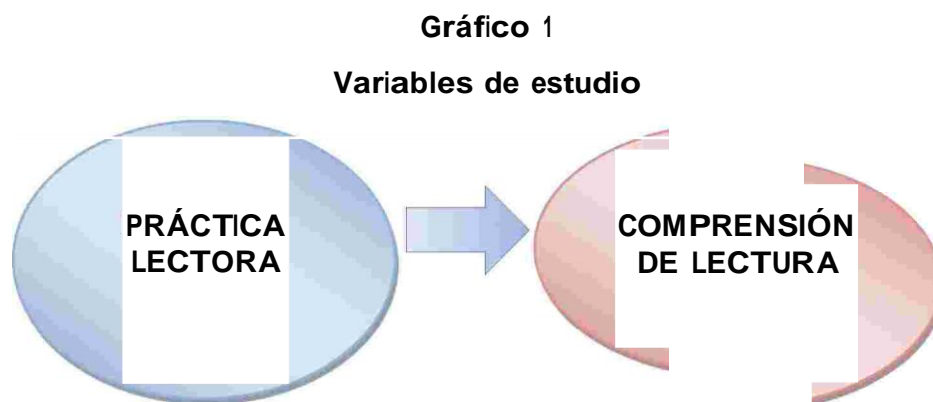 Gráfico 1
Variables de estudio
PRÁCTICA
LECTORA
COMPRENSIÓN
DE LECTURA